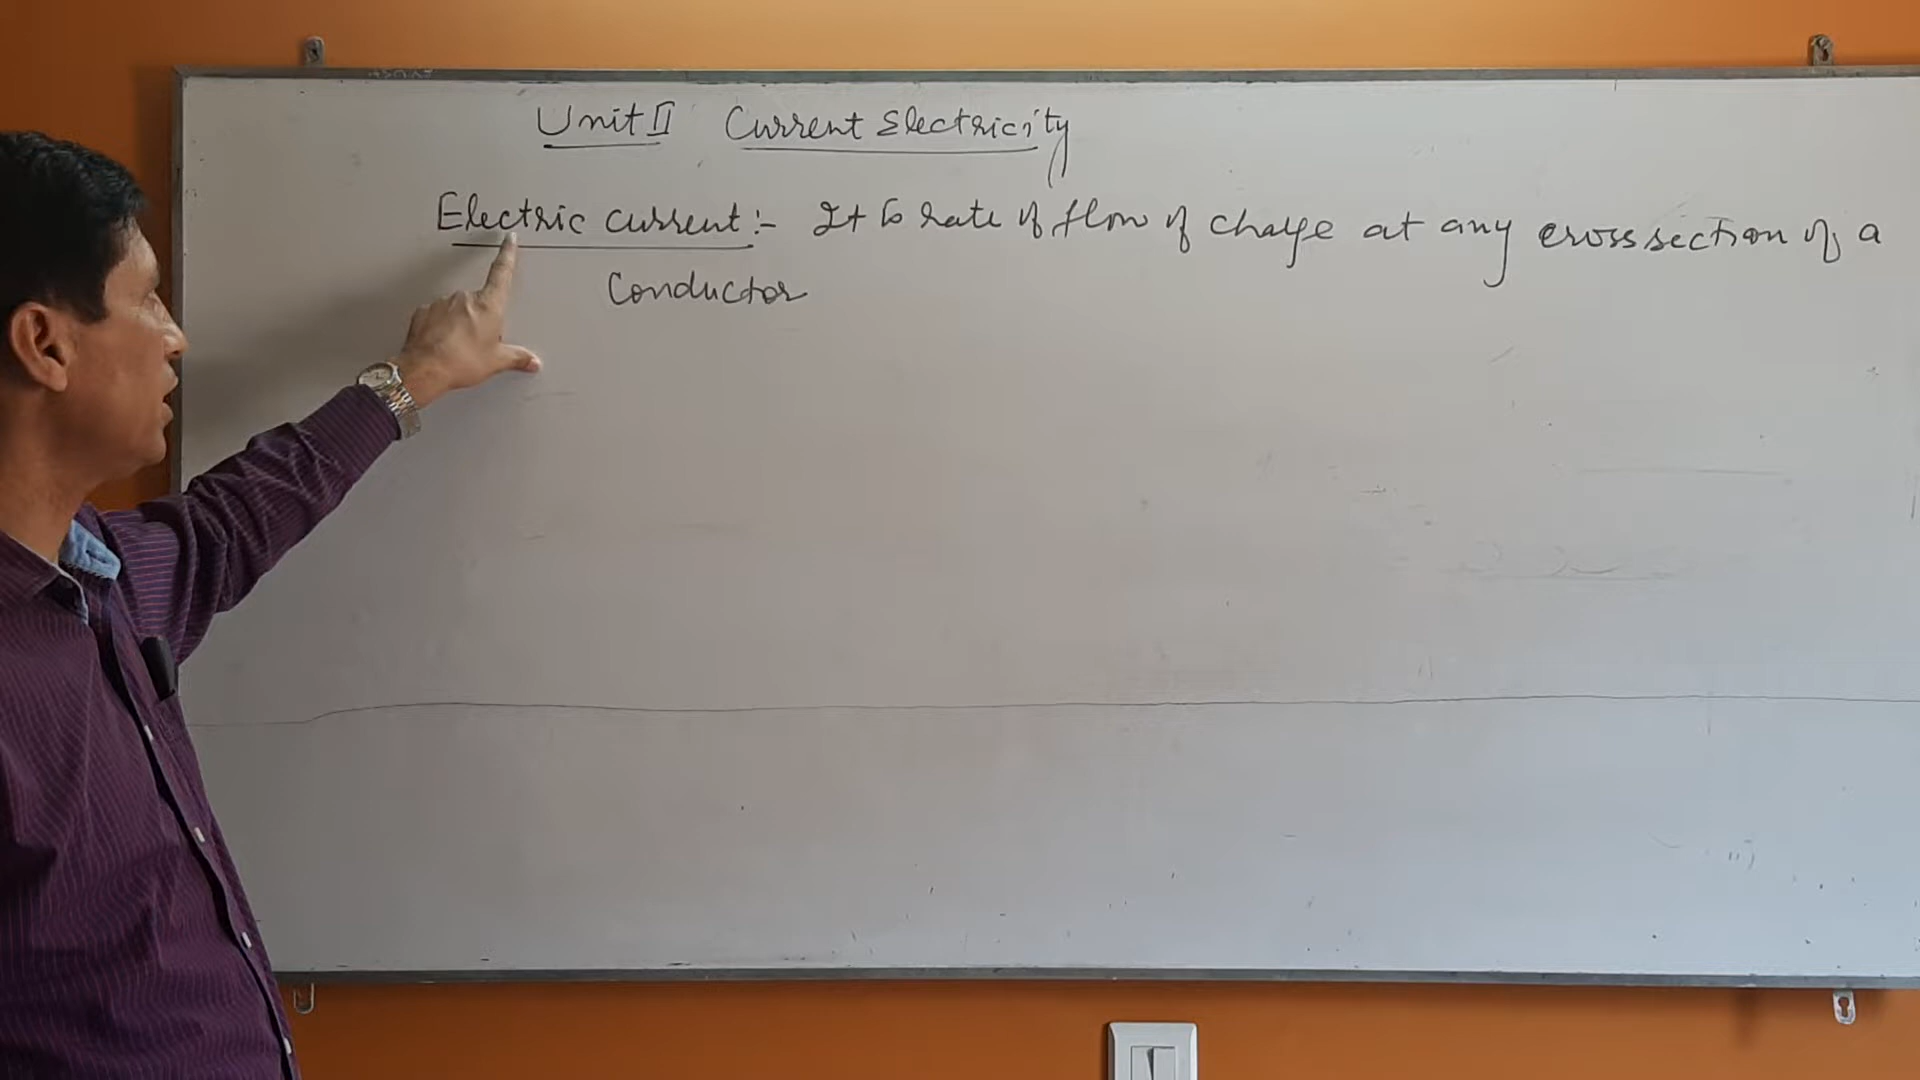 Unit II Current Electricity
Electric current :- It is rate of flow of charge at any cross section of a
Conductor